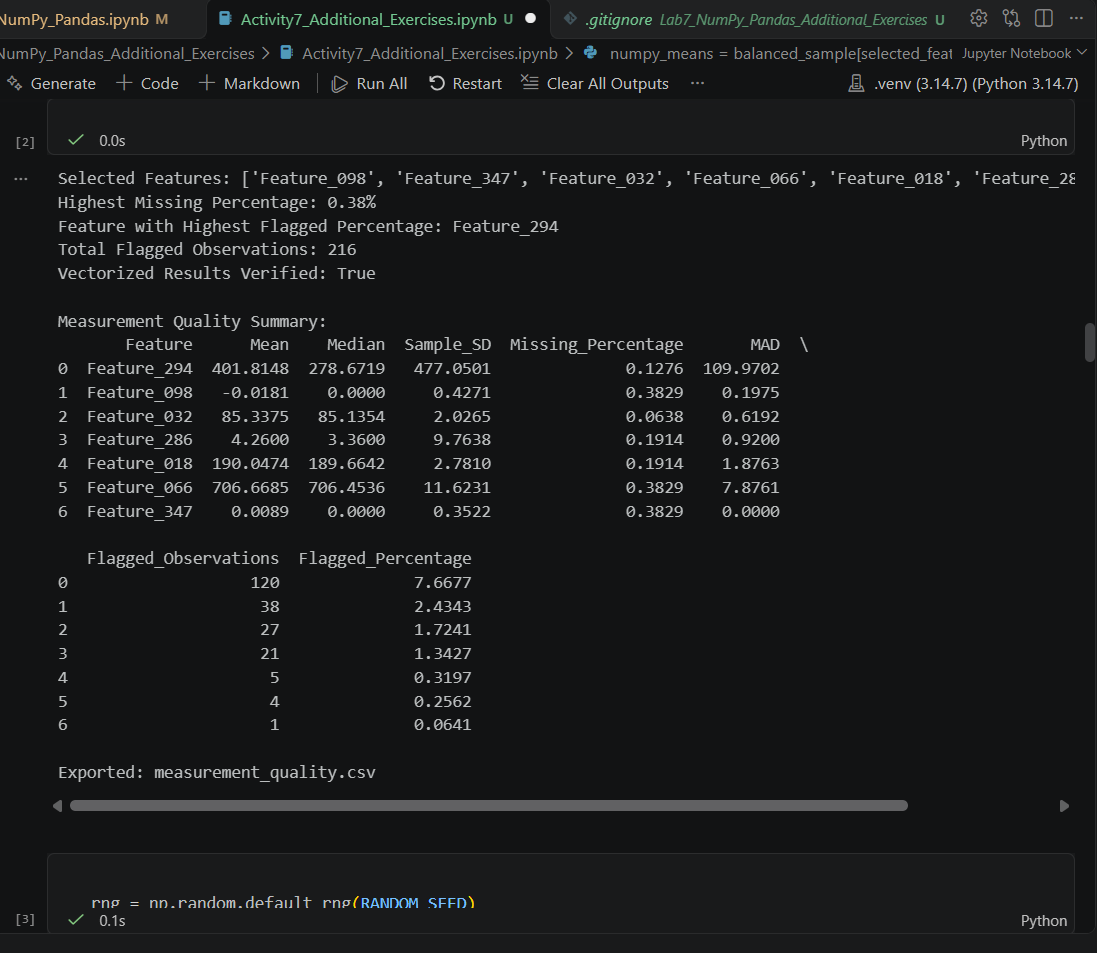 NumPy_Pandas.ipynb M Activity7_Additional_Exercises.ipynb U .gitignore Lab7_NumPy_Pandas_Additional_Exercises U
NumPy_Pandas_Additional_Exercises > Activity7_Additional_Exercises.ipynb > numpy_means = balanced_sample[selected_feat Jupyter Notebook
Generate + Code + Markdown Run All Restart Clear All Outputs ... .venv (3.14.7) (Python 3.14.7)
[2] 0.0s Python
... Selected Features: ['Feature_098', 'Feature_347', 'Feature_032', 'Feature_066', 'Feature_018', 'Feature_28
Highest Missing Percentage: 0.38%
Feature with Highest Flagged Percentage: Feature_294
Total Flagged Observations: 216
Vectorized Results Verified: True
Measurement Quality Summary:
Feature Mean Median Sample_SD Missing_Percentage MAD \
0 Feature_294 401.8148 278.6719 477.0501 0.1276 109.9702
1 Feature_098 -0.0181 0.0000 0.4271 0.3829 0.1975
2 Feature_032 85.3375 85.1354 2.0265 0.0638 0.6192
3 Feature_286 4.2600 3.3600 9.7638 0.1914 0.9200
4 Feature_018 190.0474 189.6642 2.7810 0.1914 1.8763
5 Feature_066 706.6685 706.4536 11.6231 0.3829 7.8761
6 Feature_347 0.0089 0.0000 0.3522 0.3829 0.0000
Flagged_Observations Flagged_Percentage
0 120 7.6677
1 38 2.4343
2 27 1.7241
3 21 1.3427
4 5 0.3197
5 4 0.2562
6 1 0.0641
Exported: measurement_quality.csv
rng = np.random.default_rng(RANDOM_SEED)
[3] 0.1s Python